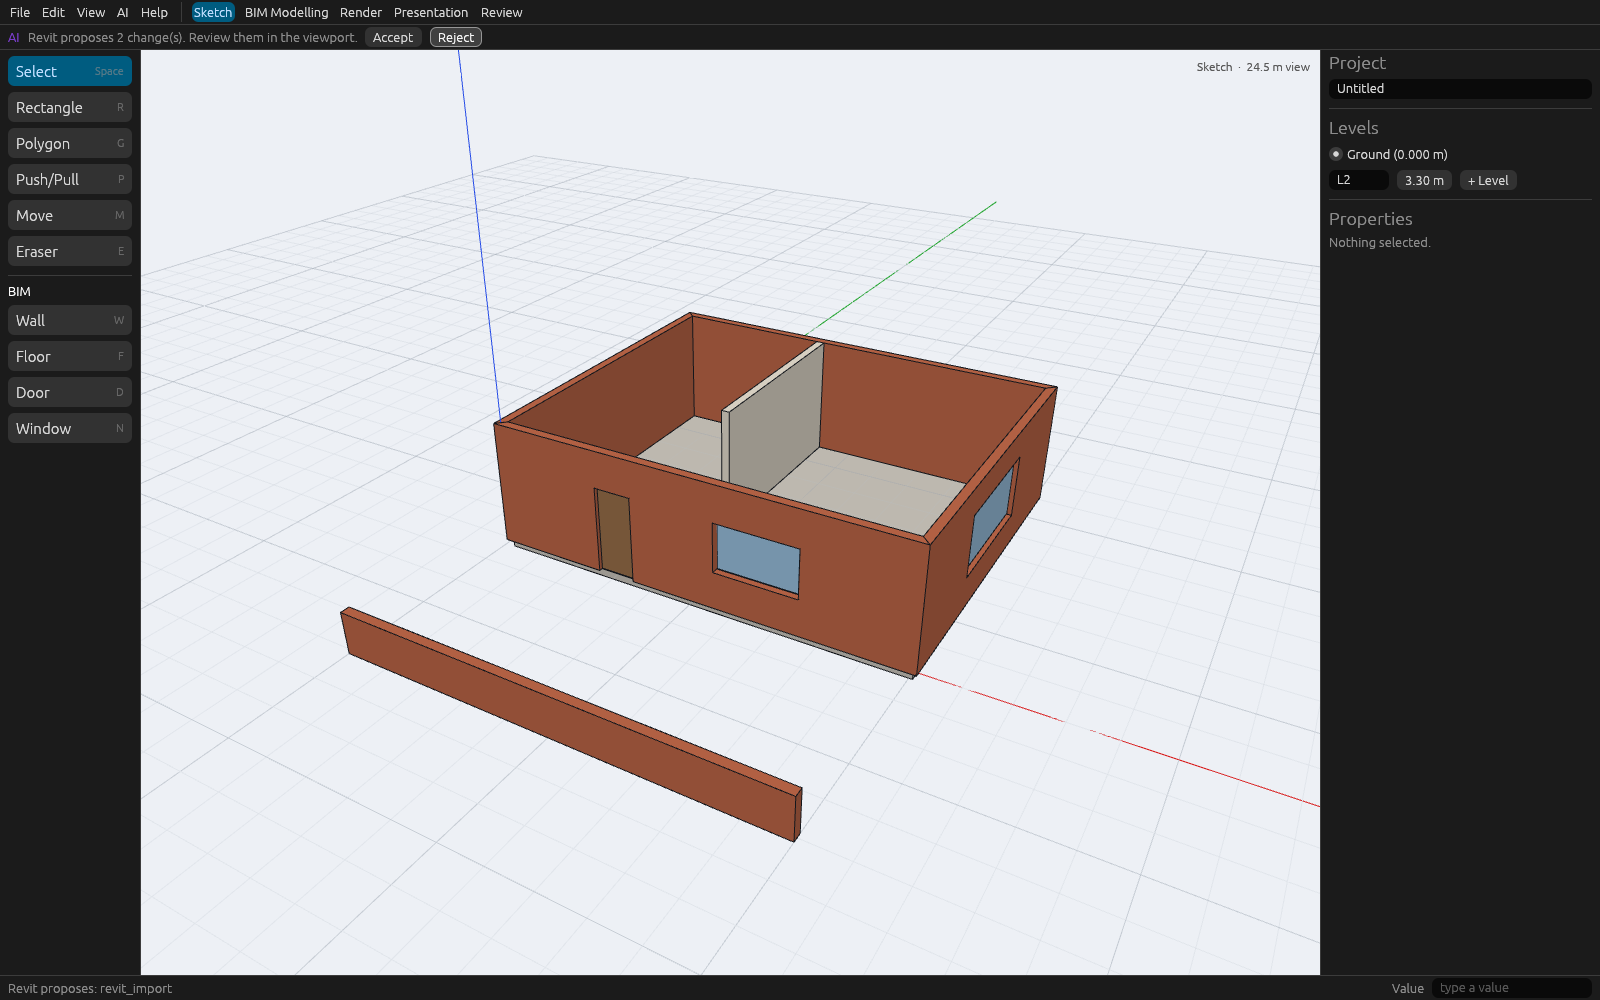 File Edit View AI Help Sketch BIM Modelling Render Presentation Review
AI Revit proposes 2 change(s). Review them in the viewport. Accept Reject
Select Space
Rectangle R
Polygon G
Push/Pull P
Move M
Eraser E
BIM
Wall W
Floor F
Door D
Window N
Sketch · 24.5 m view
Project
Untitled
Levels
Ground (0.000 m)
L2 3.30 m + Level
Properties
Nothing selected.
Revit proposes: revit_import
Value type a value